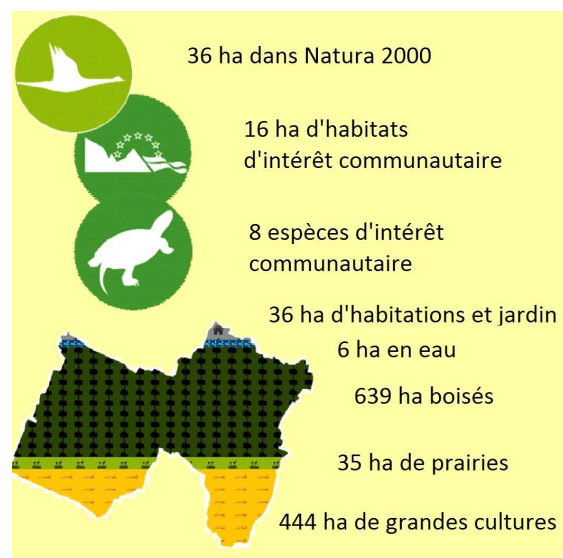 36 ha dans Natura 2000
16 ha d'habitats
d'intérêt communautaire
8 espèces d'intérêt
communautaire
36 ha d'habitations et jardin
6 ha en eau
639 ha boisés
35 ha de prairies
444 ha de grandes cultures